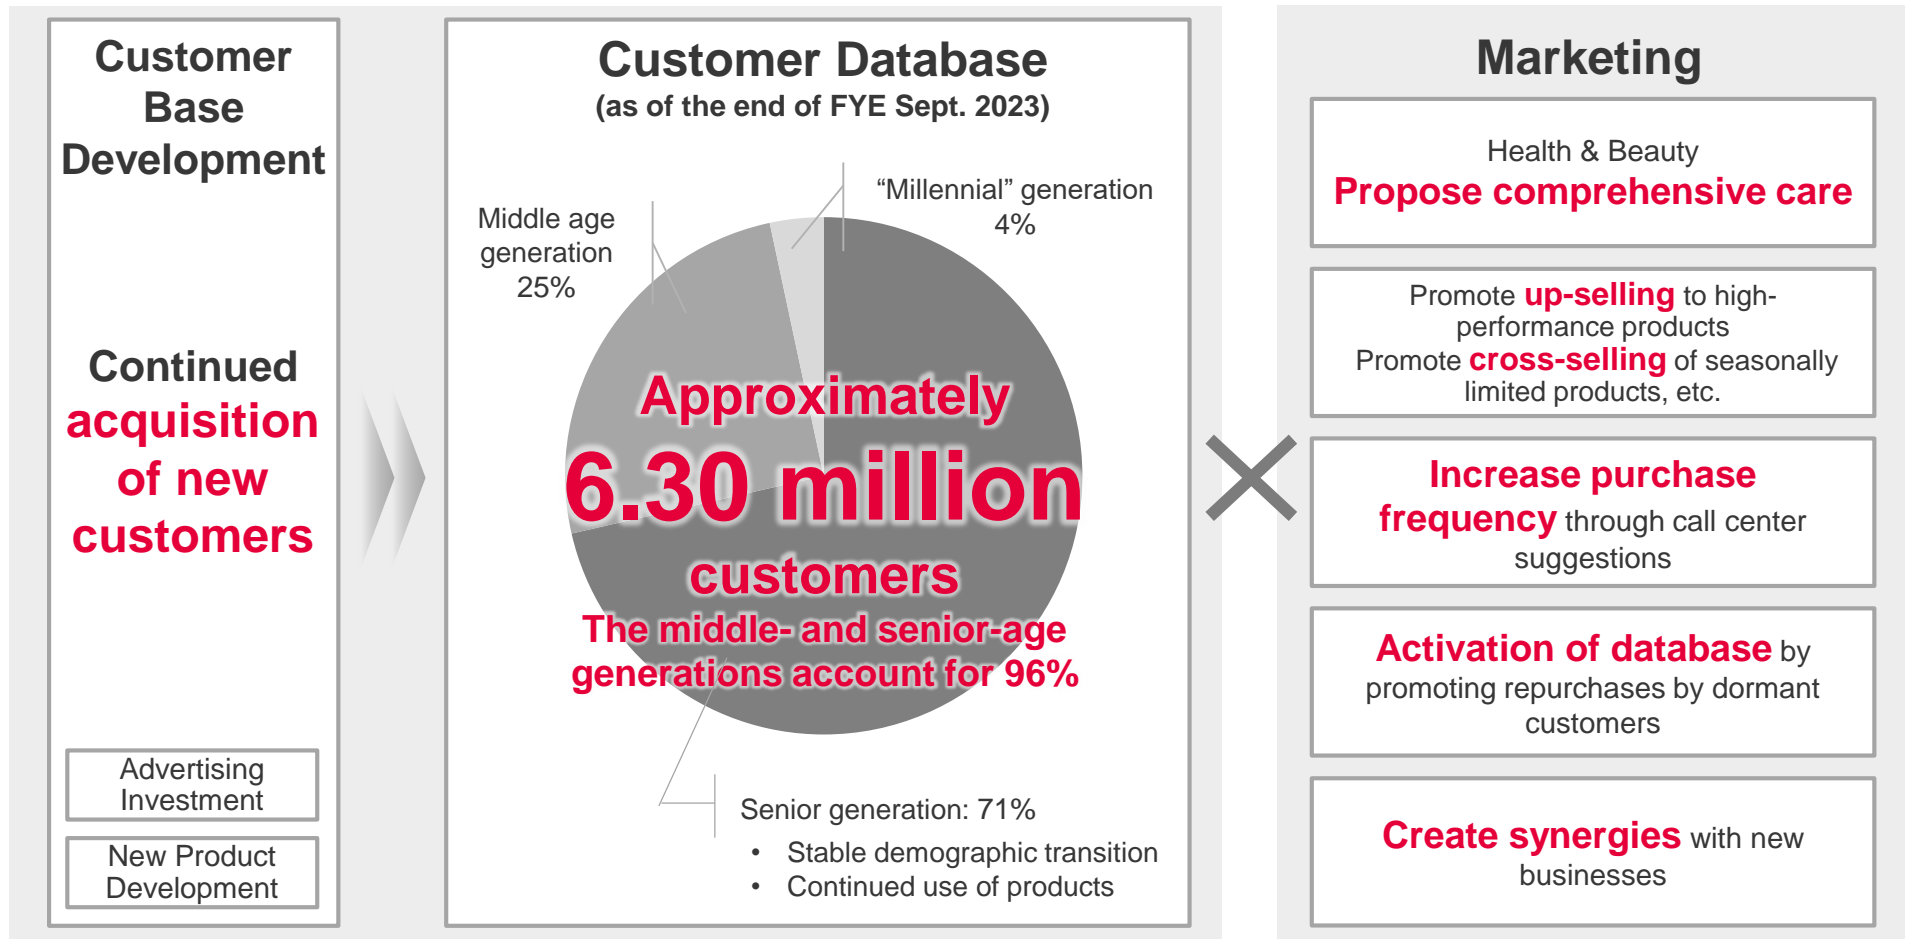 Customer
Base
Development
Continued
acquisition
of new
customers
Advertising
Investment
New Product
Development
Customer Database
(as of the end of FYE Sept. 2023)
“Millennial” generation
4%
Middle age
generation
25%
Approximately
6.30 million
customers
The middle- and senior-age
generations account for 96%
Senior generation: 71%
• Stable demographic transition
• Continued use of products
Marketing
Health & Beauty
Propose comprehensive care
Promote up-selling to high-
performance products
Promote cross-selling of seasonally
limited products, etc.
Increase purchase
frequency through call center
suggestions
Activation of database by
promoting repurchases by dormant
customers
Create synergies with new
businesses